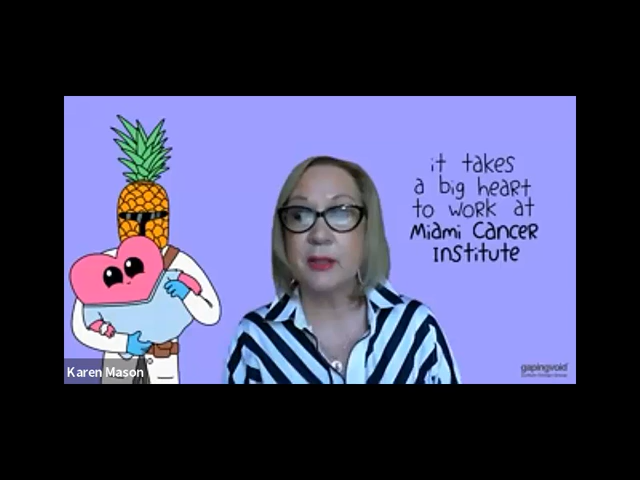 it takes
a big heart
to work at
Miami Cancer
Institute
Karen Mason
gapingvoid